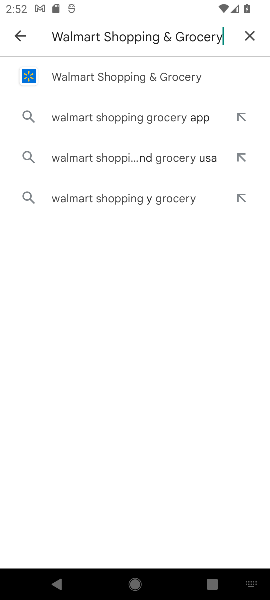 2:52
Walmart Shopping & Grocery
Walmart Shopping & Grocery
walmart shopping grocery app
walmart shoppi...nd grocery usa
walmart shopping y grocery